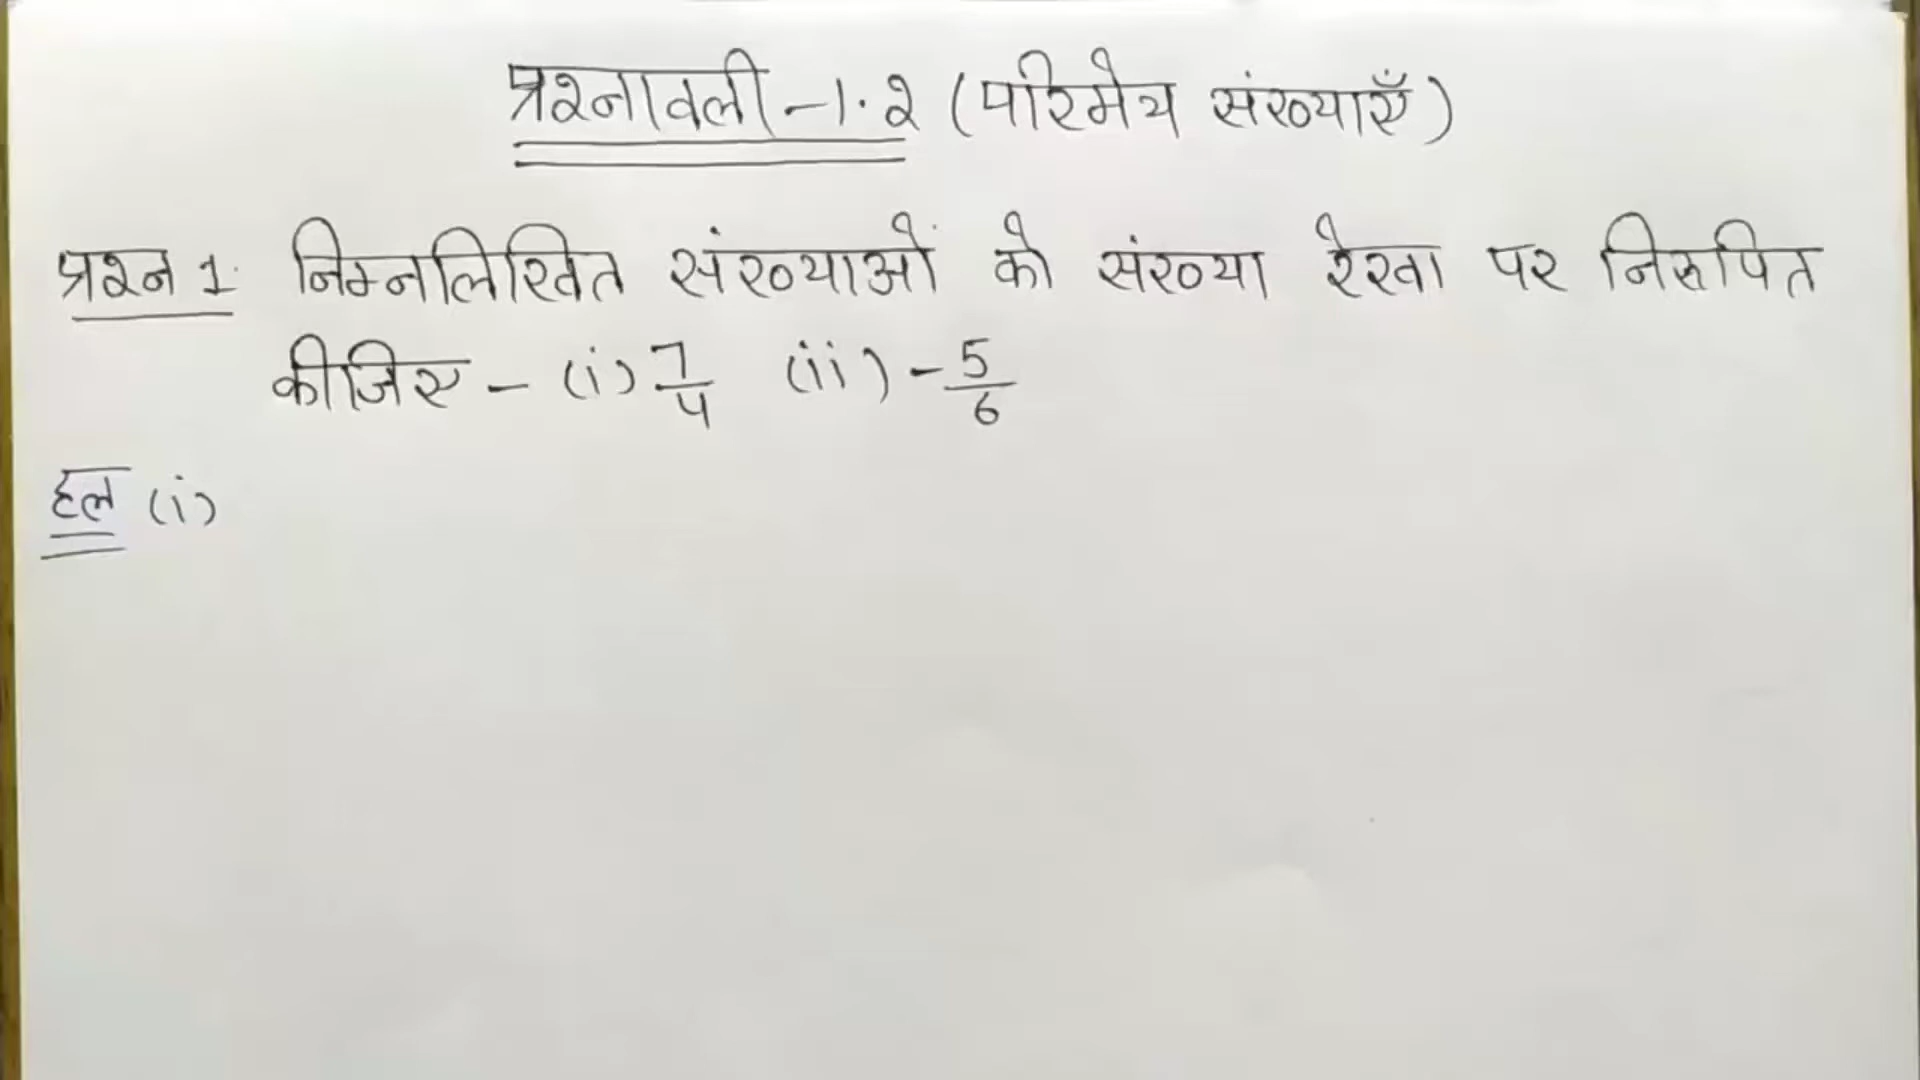 प्रश्नावली-1.2 (परिमेय संख्याएँ)
प्रश्न 1. निम्नलिखित संख्याओं को संख्या रेखा पर निरुपित
कीजिए - (i) 7/4 (ii) -5/6
हल (i)